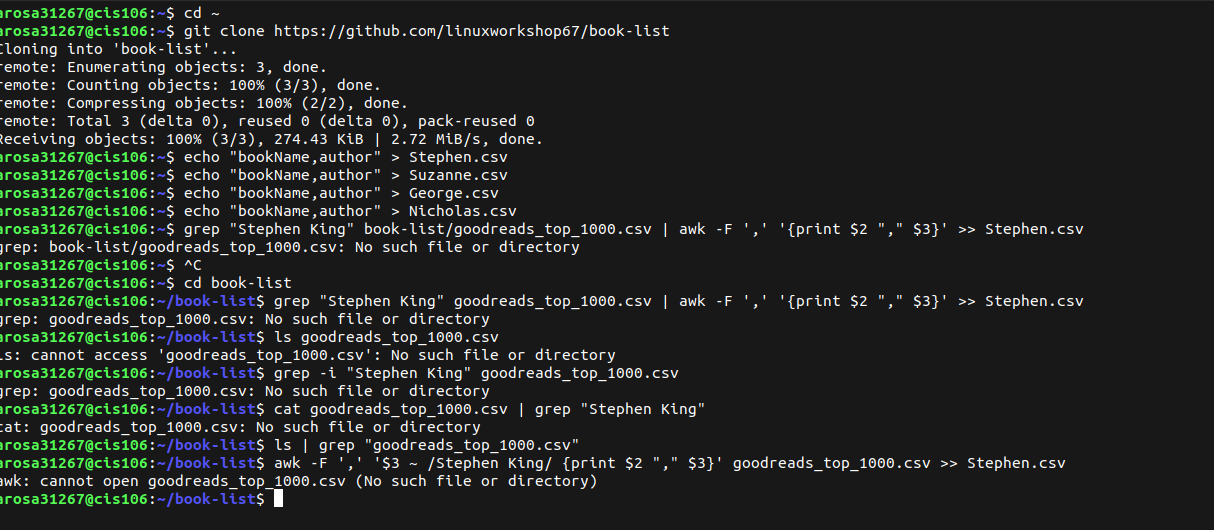 arosa31267@cis106:~$ cd ~
arosa31267@cis106:~$ git clone https://github.com/linuxworkshop67/book-list
Cloning into 'book-list'...
remote: Enumerating objects: 3, done.
remote: Counting objects: 100% (3/3), done.
remote: Compressing objects: 100% (2/2), done.
remote: Total 3 (delta 0), reused 0 (delta 0), pack-reused 0
Receiving objects: 100% (3/3), 274.43 KiB | 2.72 MiB/s, done.
arosa31267@cis106:~$ echo "bookName,author" > Stephen.csv
arosa31267@cis106:~$ echo "bookName,author" > Suzanne.csv
arosa31267@cis106:~$ echo "bookName,author" > George.csv
arosa31267@cis106:~$ echo "bookName,author" > Nicholas.csv
arosa31267@cis106:~$ grep "Stephen King" book-list/goodreads_top_1000.csv | awk -F ',' '{print $2 "," $3}' >> Stephen.csv
grep: book-list/goodreads_top_1000.csv: No such file or directory
arosa31267@cis106:~$ ^C
arosa31267@cis106:~$ cd book-list
arosa31267@cis106:~/book-list$ grep "Stephen King" goodreads_top_1000.csv | awk -F ',' '{print $2 "," $3}' >> Stephen.csv
grep: goodreads_top_1000.csv: No such file or directory
arosa31267@cis106:~/book-list$ ls goodreads_top_1000.csv
ls: cannot access 'goodreads_top_1000.csv': No such file or directory
arosa31267@cis106:~/book-list$ grep -i "Stephen King" goodreads_top_1000.csv
grep: goodreads_top_1000.csv: No such file or directory
arosa31267@cis106:~/book-list$ cat goodreads_top_1000.csv | grep "Stephen King"
cat: goodreads_top_1000.csv: No such file or directory
arosa31267@cis106:~/book-list$ ls | grep "goodreads_top_1000.csv"
arosa31267@cis106:~/book-list$ awk -F ',' '$3 ~ /Stephen King/ {print $2 "," $3}' goodreads_top_1000.csv >> Stephen.csv
awk: cannot open goodreads_top_1000.csv (No such file or directory)
arosa31267@cis106:~/book-list$